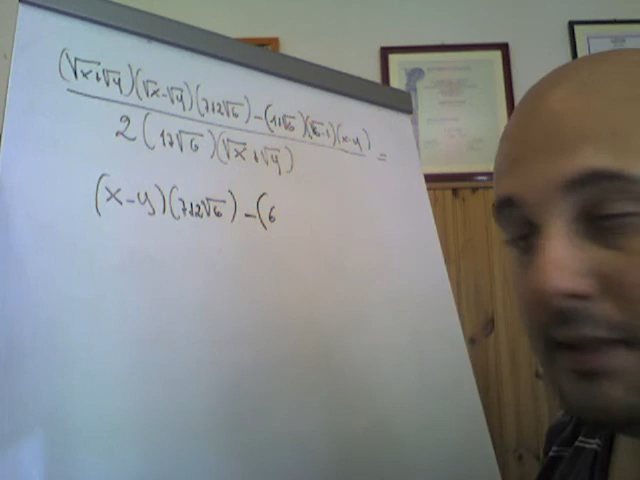 (√x+√y)(√x-√y)(7+2√6)-(1+√6)(√6-1)(x-y)
2(1+√6)(√x+√y) =
(x-y)(7+2√6)-(6